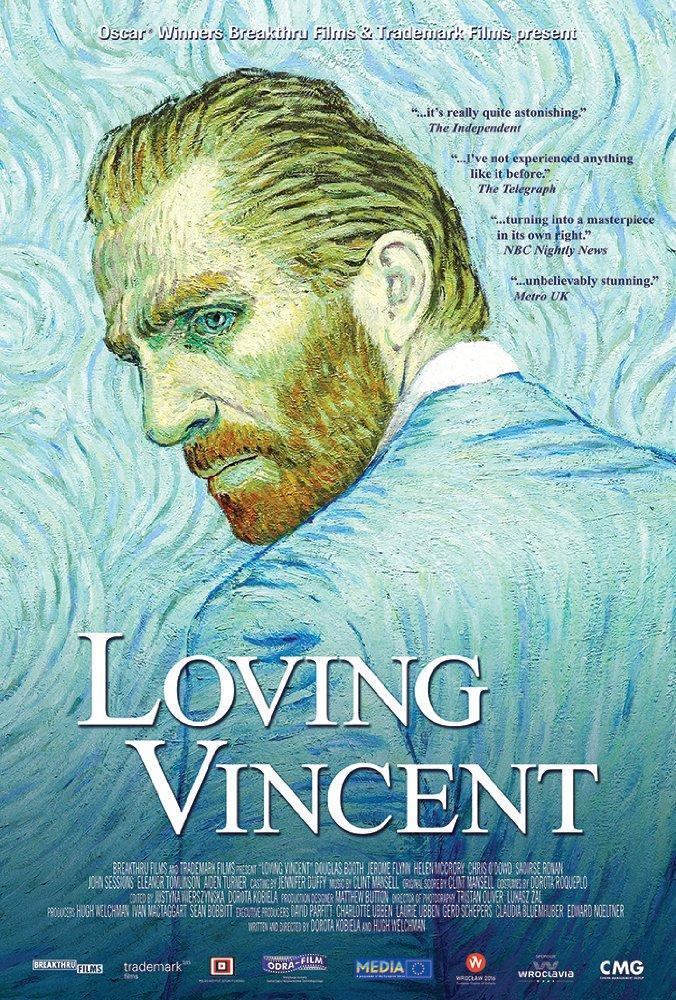 Oscar® Winners Breakthru Films & Trademark Films present
“...it’s really quite astonishing.”
The Independent
“...I’ve not experienced anything
like it before.”
The Telegraph
“...turning into a masterpiece
in its own right.”
NBC Nightly News
“...unbelievably stunning.”
Metro UK
LOVING
VINCENT
BREAKTHRU FILMS AND TRADEMARK FILMS PRESENT "LOVING VINCENT" DOUGLAS BOOTH JEROME FLYNN HELEN MCCRORY CHRIS O'DOWD SAOIRSE RONAN
JOHN SESSIONS ELEANOR TOMLINSON AIDEN TURNER CASTING BY JENNIFER DUFFY MUSIC BY CLINT MANSELL ORIGINAL SCORE BY CLINT MANSELL COSTUMES BY DOROTA ROQUEPLO
EDITED BY JUSTYNA WIERSZYNSKA DOROTA KOBIELA PRODUCTION DESIGNER MATTHEW BUTTON DIRECTOR OF PHOTOGRAPHY TRISTAN OLIVER LUKASZ ZAL
PRODUCERS HUGH WELCHMAN IVAN MACTAGGART SEAN BOBBITT EXECUTIVE PRODUCERS DAVID PARFITT CHARLOTTE UBBEN LAURIE UBBEN GERD SCHEPERS CLAUDIA BLUEMHUBER EDWARD NOELTNER
WRITTEN AND DIRECTED BY DOROTA KOBIELA AND HUGH WELCHMAN
BREAKTHRU FILMS
trademark films
ODRA-FILM
MEDIA
WROCŁAW 2016
WROCLAVIA
CMG